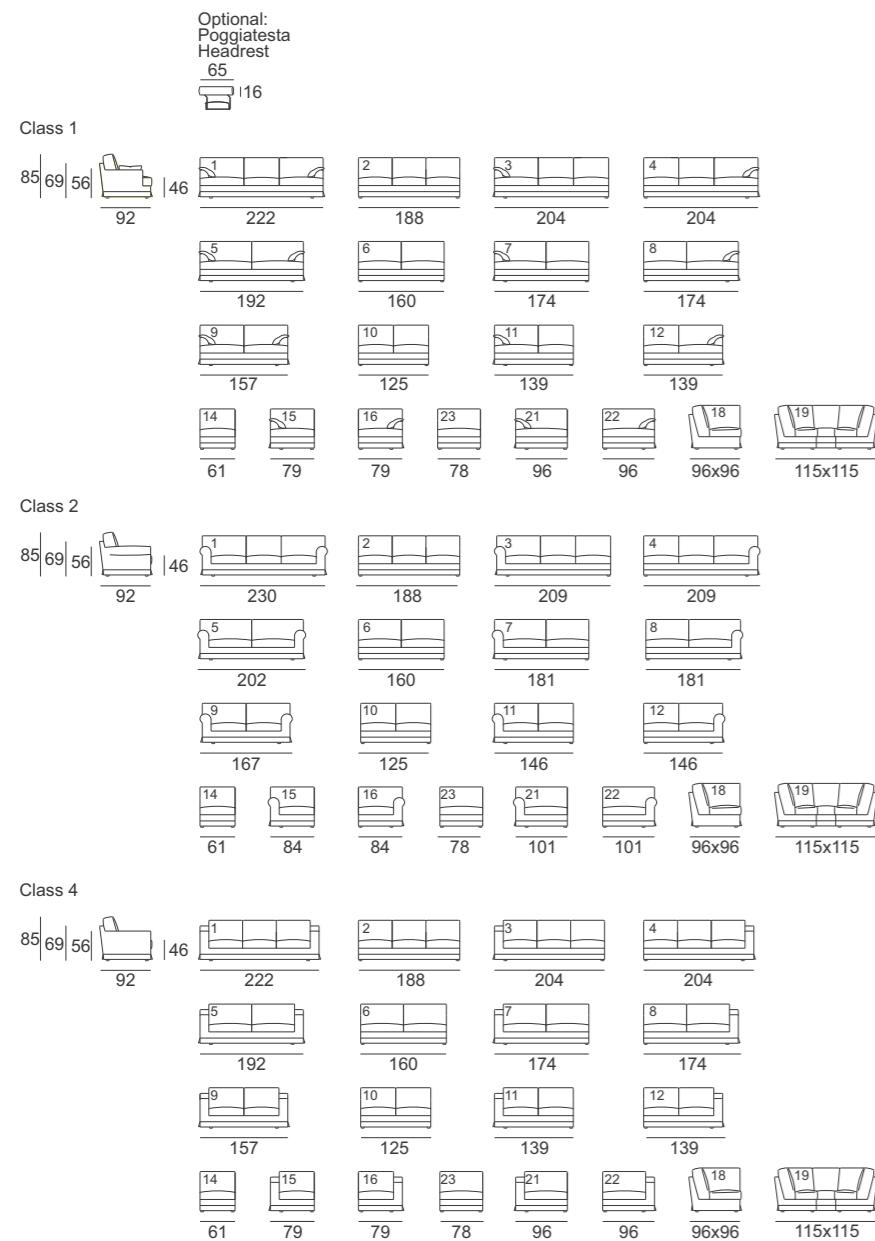 Optional:
Poggiatesta
Headrest
65
16
Class 1
85 69 56 46
1 2 3 4
92 222 188 204 204
5 6 7 8
192 160 174 174
9 10 11 12
157 125 139 139
14 15 16 23 21 22 18 19
61 79 79 78 96 96 96x96 115x115
Class 2
85 69 56 46
1 2 3 4
92 230 188 209 209
5 6 7 8
202 160 181 181
9 10 11 12
167 125 146 146
14 15 16 23 21 22 18 19
61 84 84 78 101 101 96x96 115x115
Class 4
85 69 56 46
1 2 3 4
92 222 188 204 204
5 6 7 8
192 160 174 174
9 10 11 12
157 125 139 139
14 15 16 23 21 22 18 19
61 79 79 78 96 96 96x96 115x115